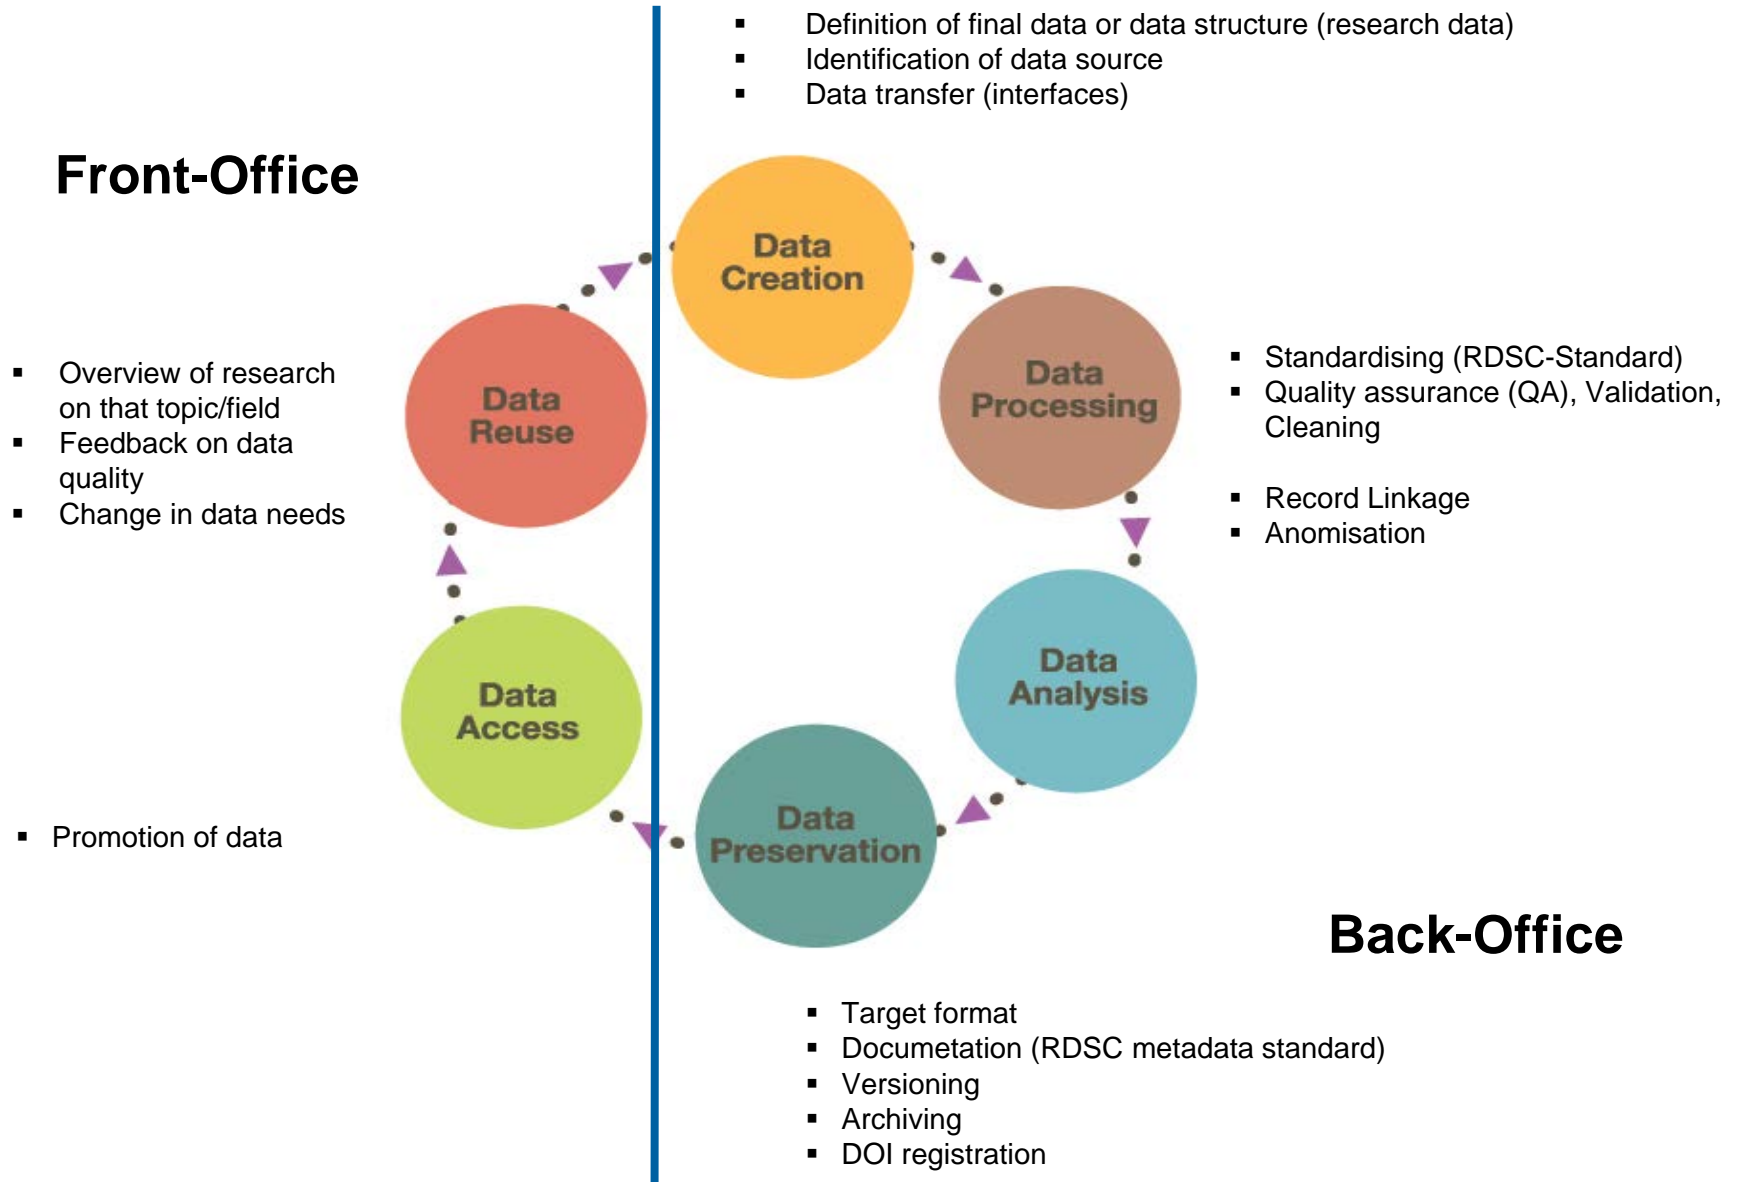 ▪ Definition of final data or data structure (research data)
▪ Identification of data source
▪ Data transfer (interfaces)
Front-Office
Data
Creation
Data
Processing
▪ Standardising (RDSC-Standard)
▪ Quality assurance (QA), Validation,
Cleaning
▪ Record Linkage
▪ Anomisation
Data
Reuse
▪ Overview of research
on that topic/field
▪ Feedback on data
quality
▪ Change in data needs
Data
Analysis
Data
Access
▪ Promotion of data
Data
Preservation
Back-Office
▪ Target format
▪ Documetation (RDSC metadata standard)
▪ Versioning
▪ Archiving
▪ DOI registration